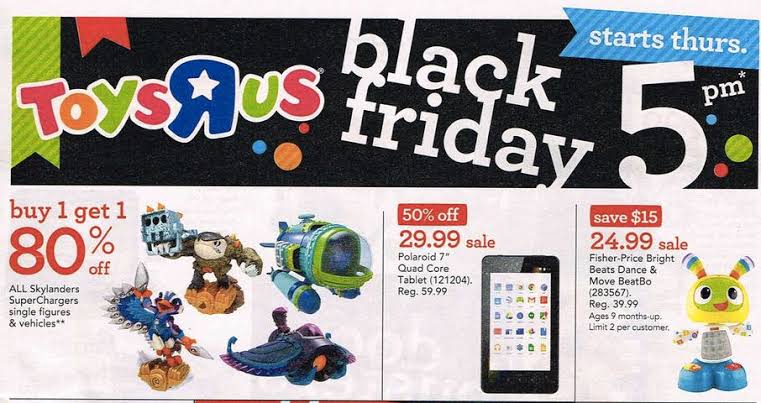 TOYS R US
black
friday
starts thurs.
5 pm*
buy 1 get 1
80% off
ALL Skylanders
SuperChargers
single figures
& vehicles**
50% off
29.99 sale
Polaroid 7"
Quad Core
Tablet (121204).
Reg. 59.99
save $15
24.99 sale
Fisher-Price Bright
Beats Dance &
Move BeatBo
(283567).
Reg. 39.99
Ages 9 months-up.
Limit 2 per customer.